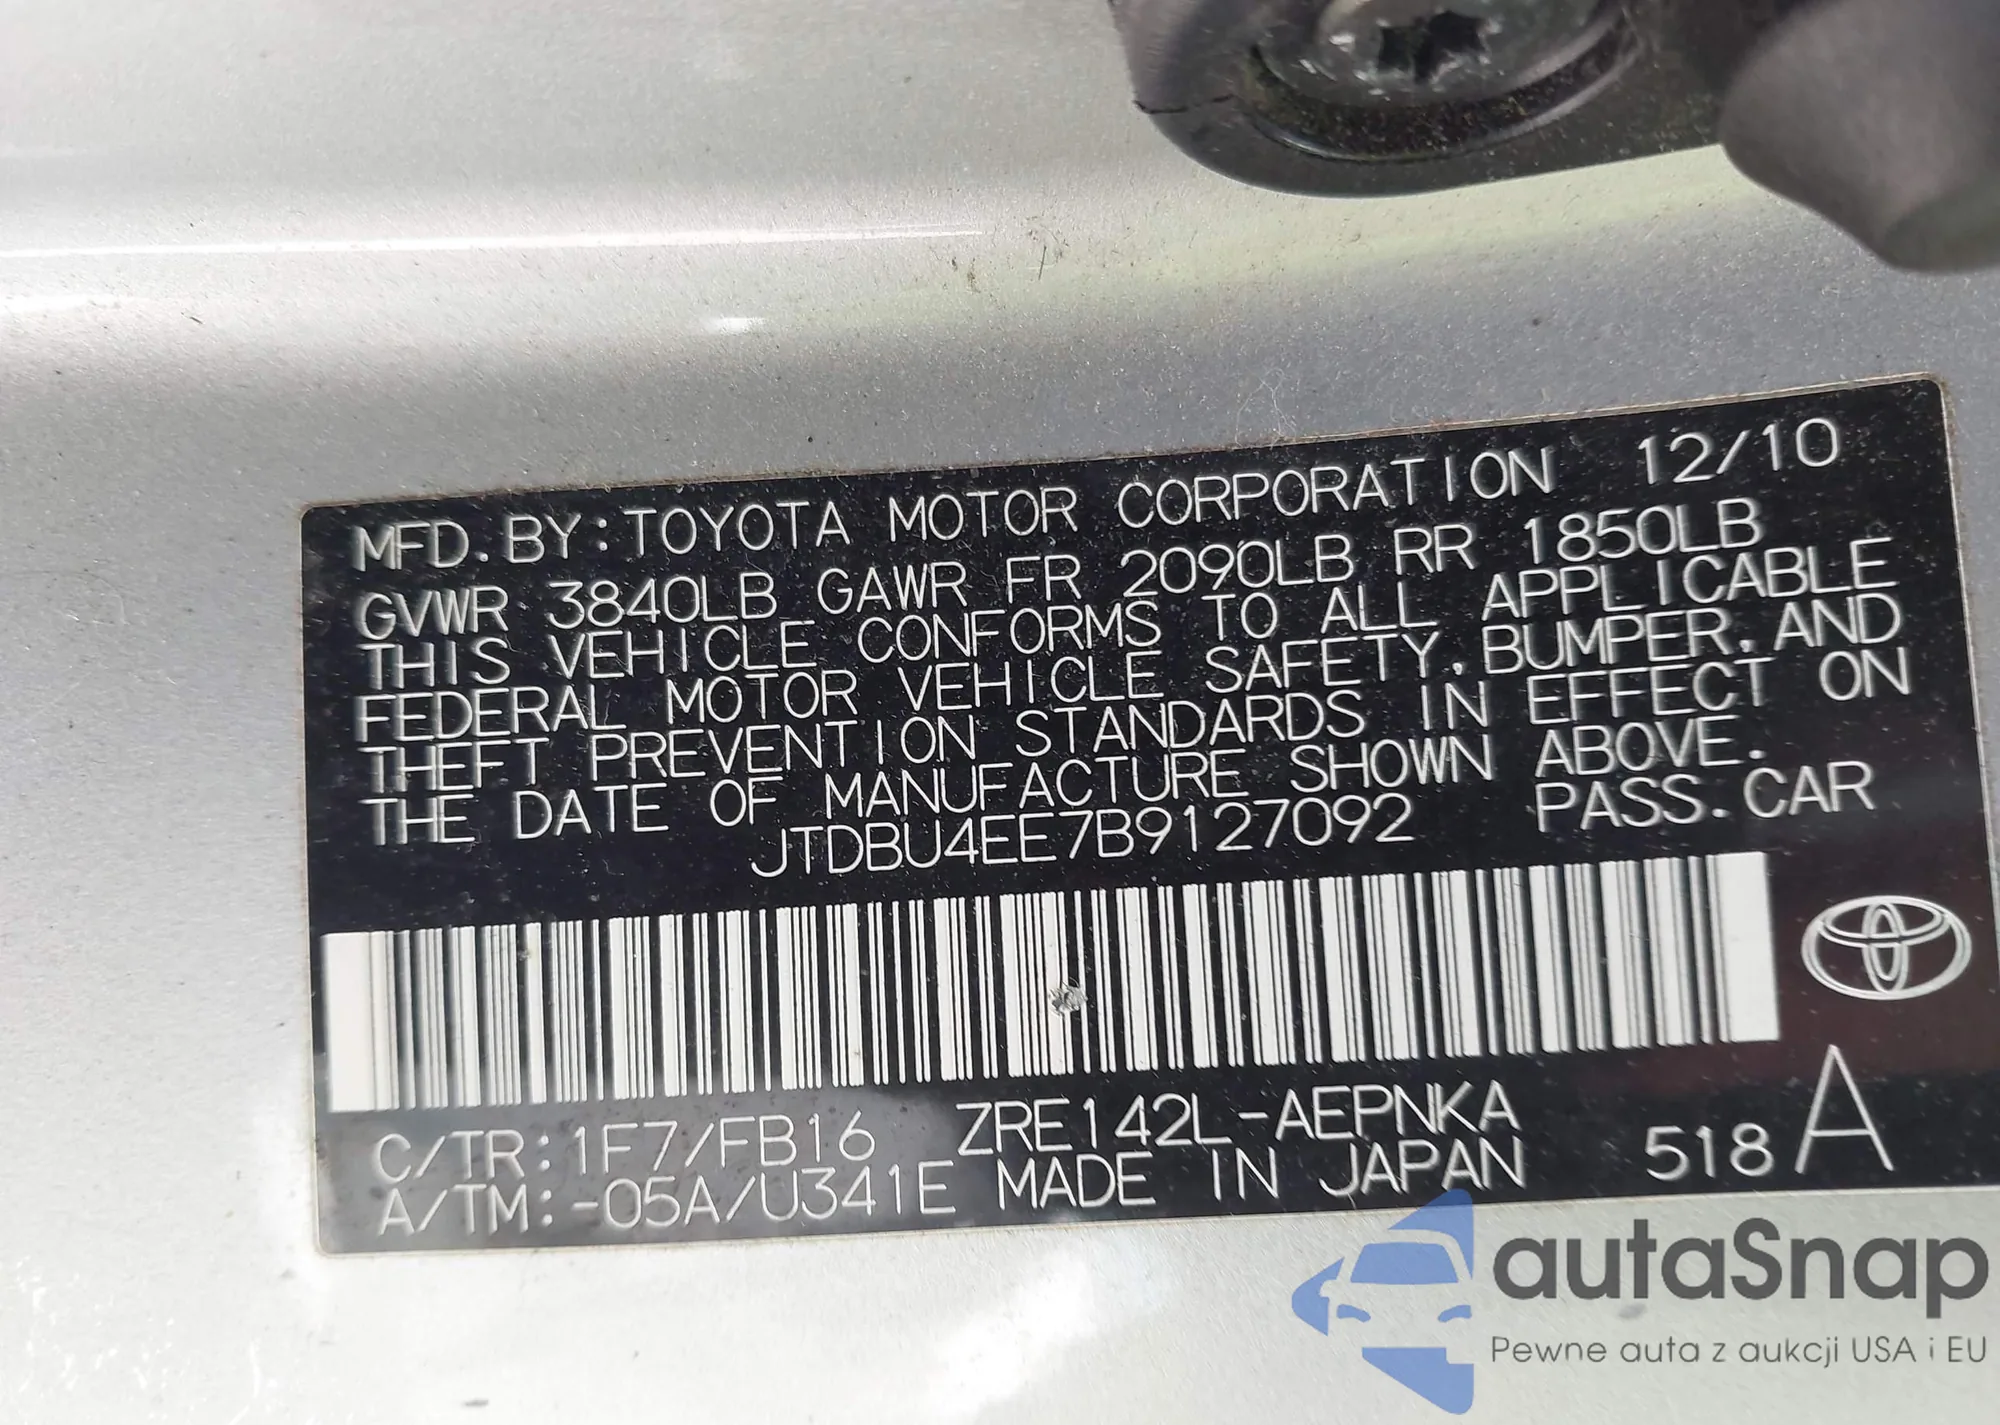 MFD.BY:TOYOTA MOTOR CORPORATION 12/10
GVWR 3840LB GAWR FR 2090LB RR 1850LB
THIS VEHICLE CONFORMS TO ALL APPLICABLE
FEDERAL MOTOR VEHICLE SAFETY,BUMPER,AND
THEFT PREVENTION STANDARDS IN EFFECT ON
THE DATE OF MANUFACTURE SHOWN ABOVE.
JTDBU4EE7B9127092 PASS.CAR
C/TR:1F7/FB16 ZRE142L-AEPNKA
A/TM:-05A/U341E MADE IN JAPAN 518 A
autaSnap
Pewne auta z aukcji USA i EU